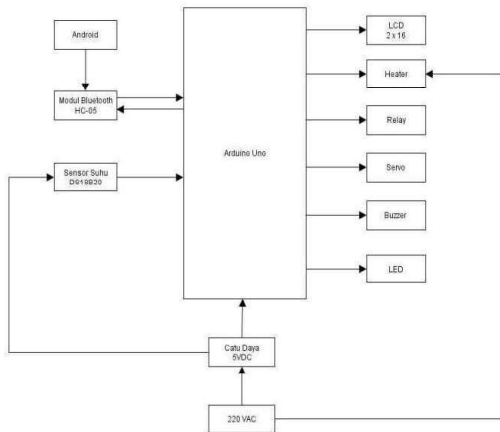 Android
Modul Bluetooth
HC-05
Sensor Suhu
DS18B20
Arduino Uno
LCD
2 x 16
Heater
Relay
Servo
Buzzer
LED
Catu Daya
5VDC
220 VAC